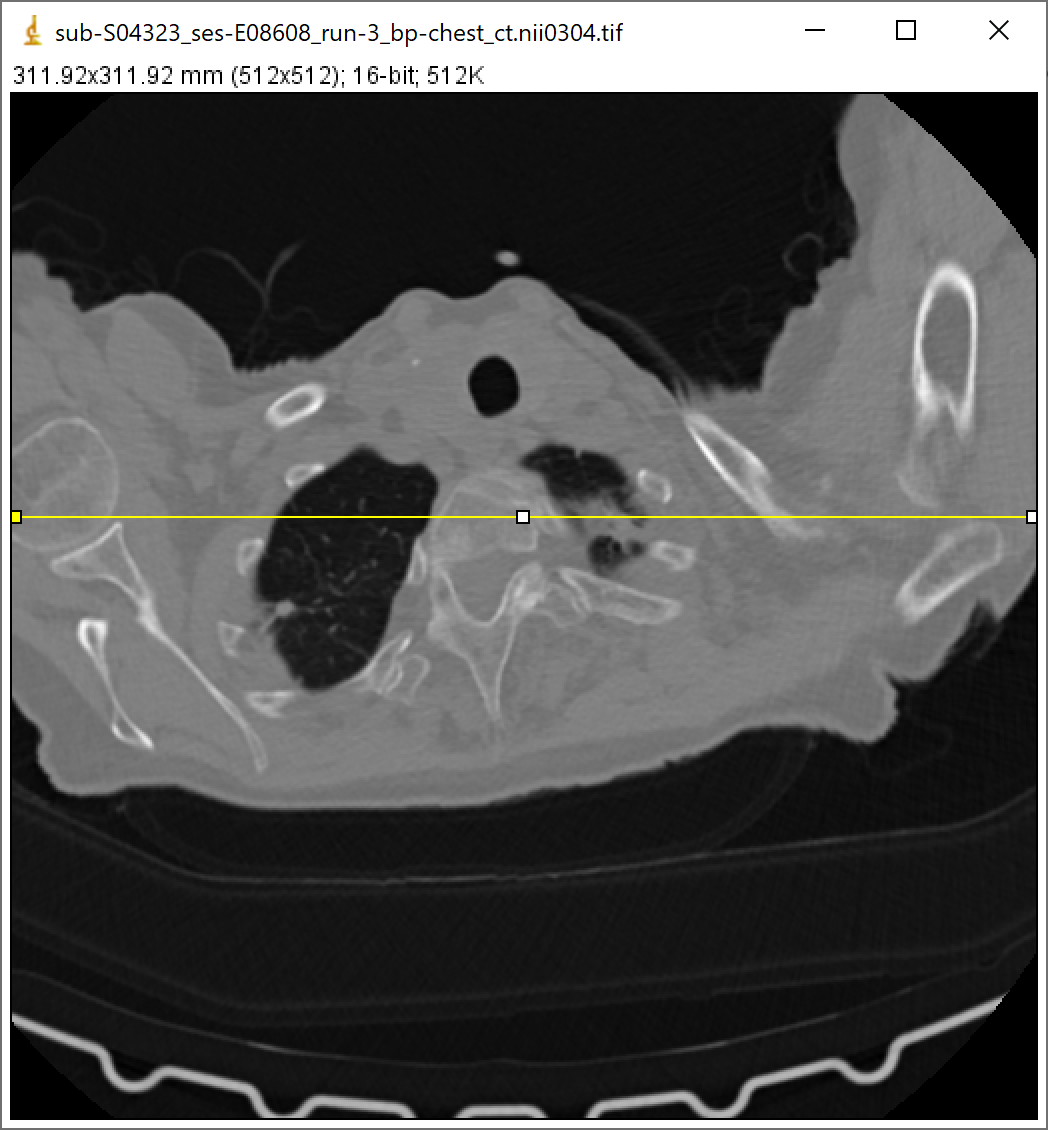 sub-S04323_ses-E08608_run-3_bp-chest_ct.nii0304.tif
311.92x311.92 mm (512x512); 16-bit; 512K